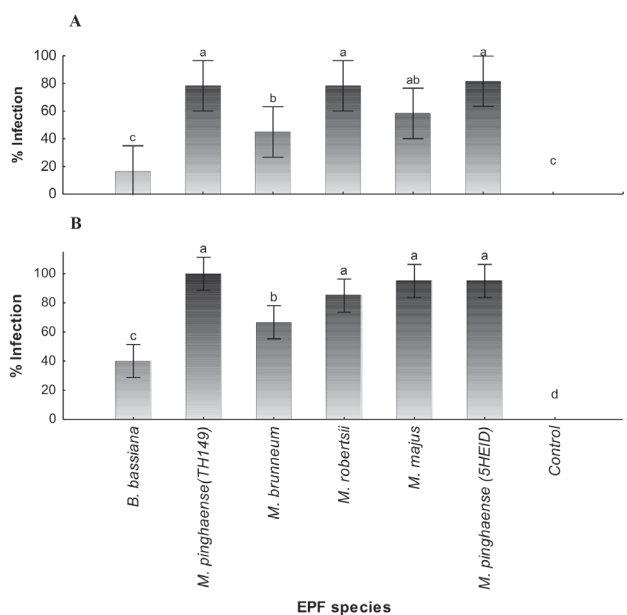 A
% Infection
100
80
60
40
20
0
c
a
b
a
ab
a
c
B
% Infection
100
80
60
40
20
0
c
a
b
a
a
a
d
B. bassiana
M. pinghaense(TH149)
M. brunneum
M. robertsii
M. majus
M. pinghaense (5HEID)
Control
EPF species